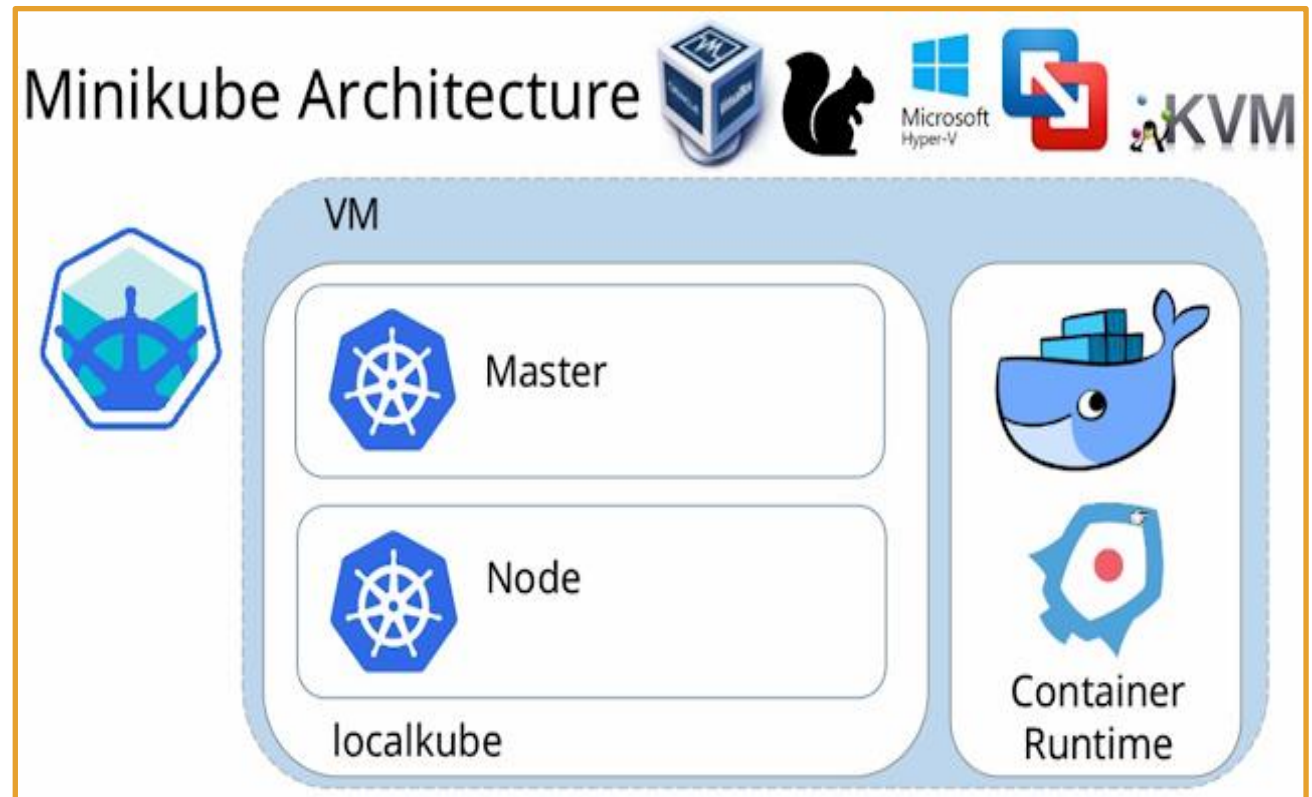 Minikube Architecture
Microsoft
Hyper-V
KVM
VM
Master
Node
localkube
Container
Runtime